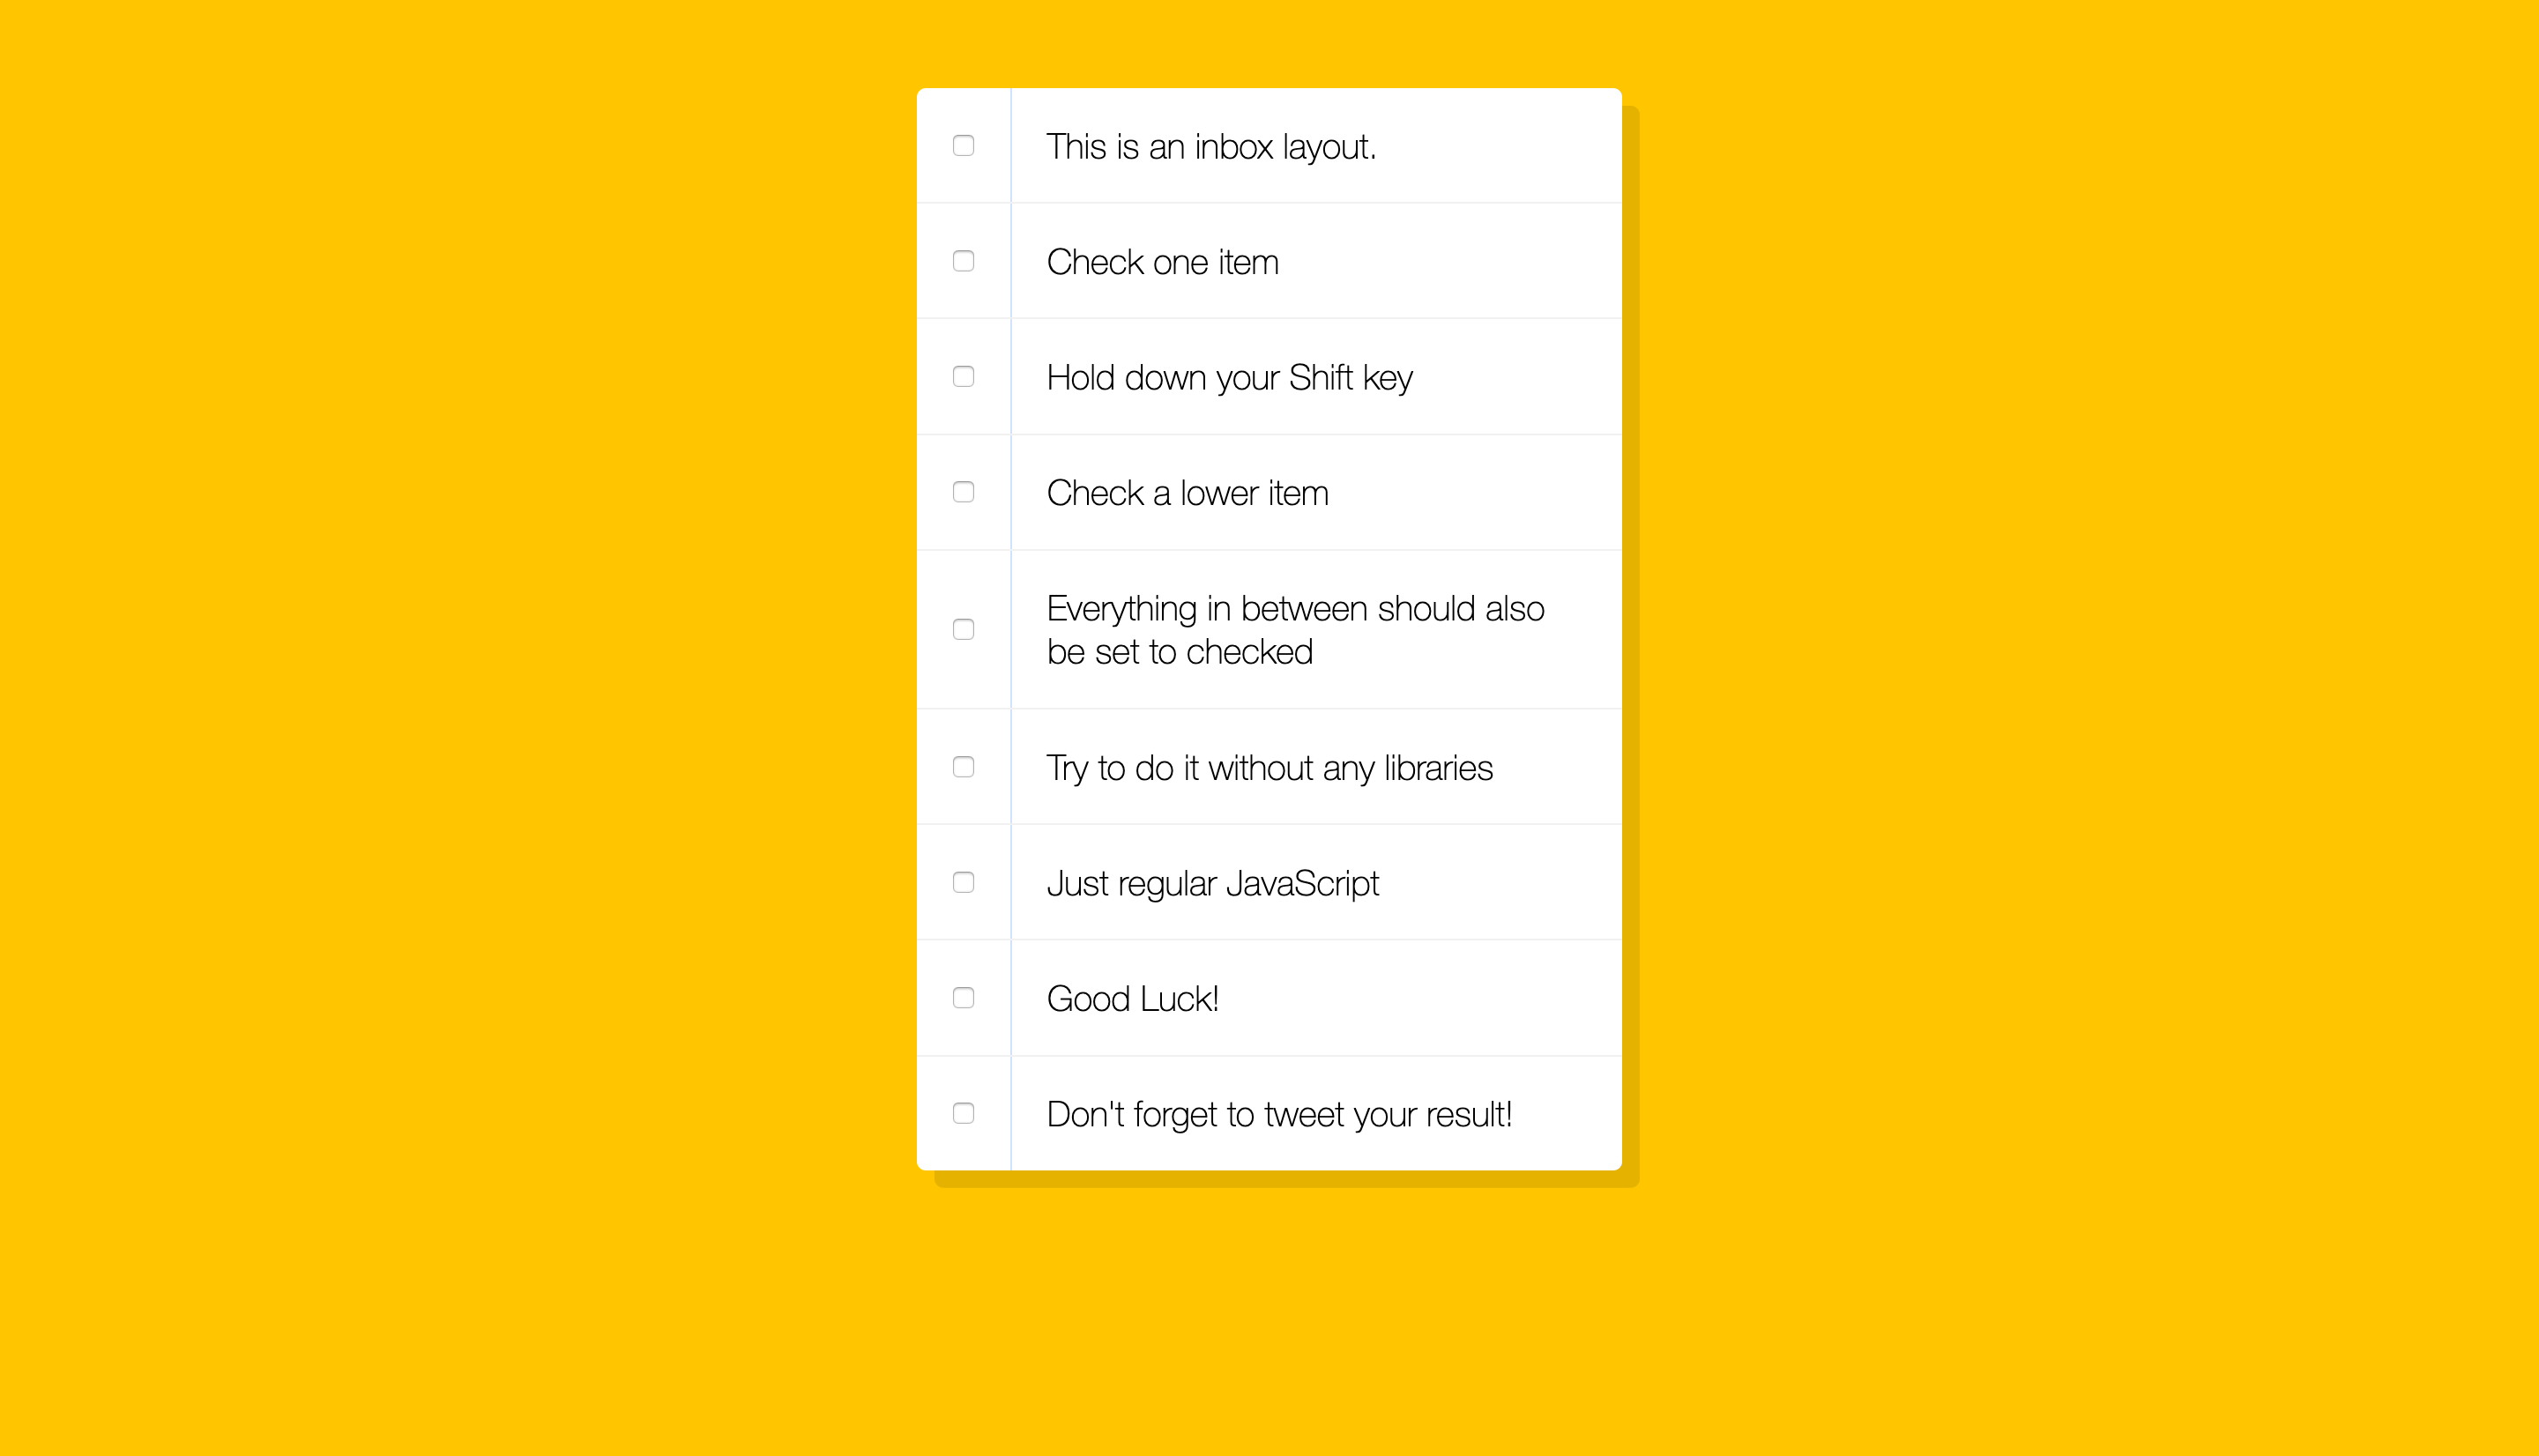 This is an inbox layout.
Check one item
Hold down your Shift key
Check a lower item
Everything in between should also
be set to checked
Try to do it without any libraries
Just regular JavaScript
Good Luck!
Don't forget to tweet your result!